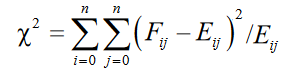 χ² = ∑_{i=0}^{n} ∑_{j=0}^{n} (F_{ij} − E_{ij})² / E_{ij}